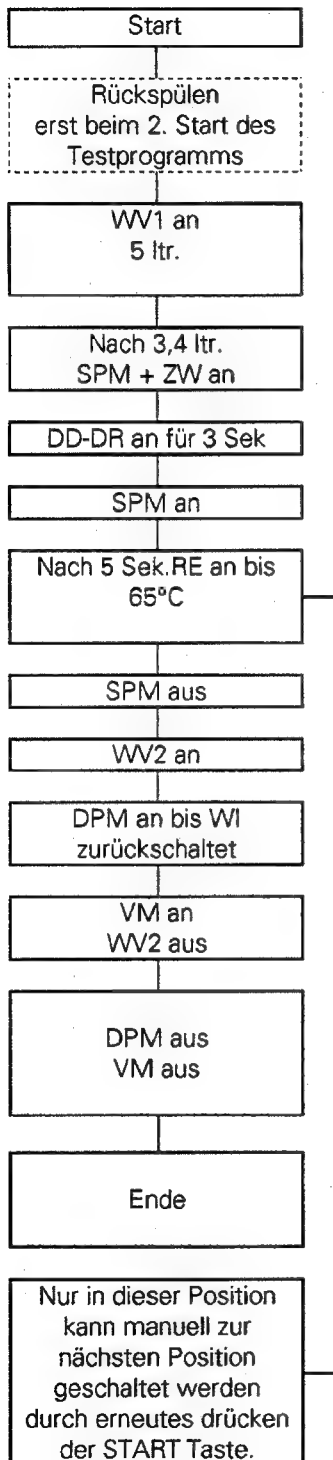 Start
Rückspülen
erst beim 2. Start des
Testprogramms
WV1 an
5 ltr.
Nach 3,4 ltr.
SPM + ZW an
DD-DR an für 3 Sek
SPM an
Nach 5 Sek.RE an bis
65°C
SPM aus
WV2 an
DPM an bis WI
zurückschaltet
VM an
WV2 aus
DPM aus
VM aus
Ende
Nur in dieser Position
kann manuell zur
nächsten Position
geschaltet werden
durch erneutes drücken
der START Taste.